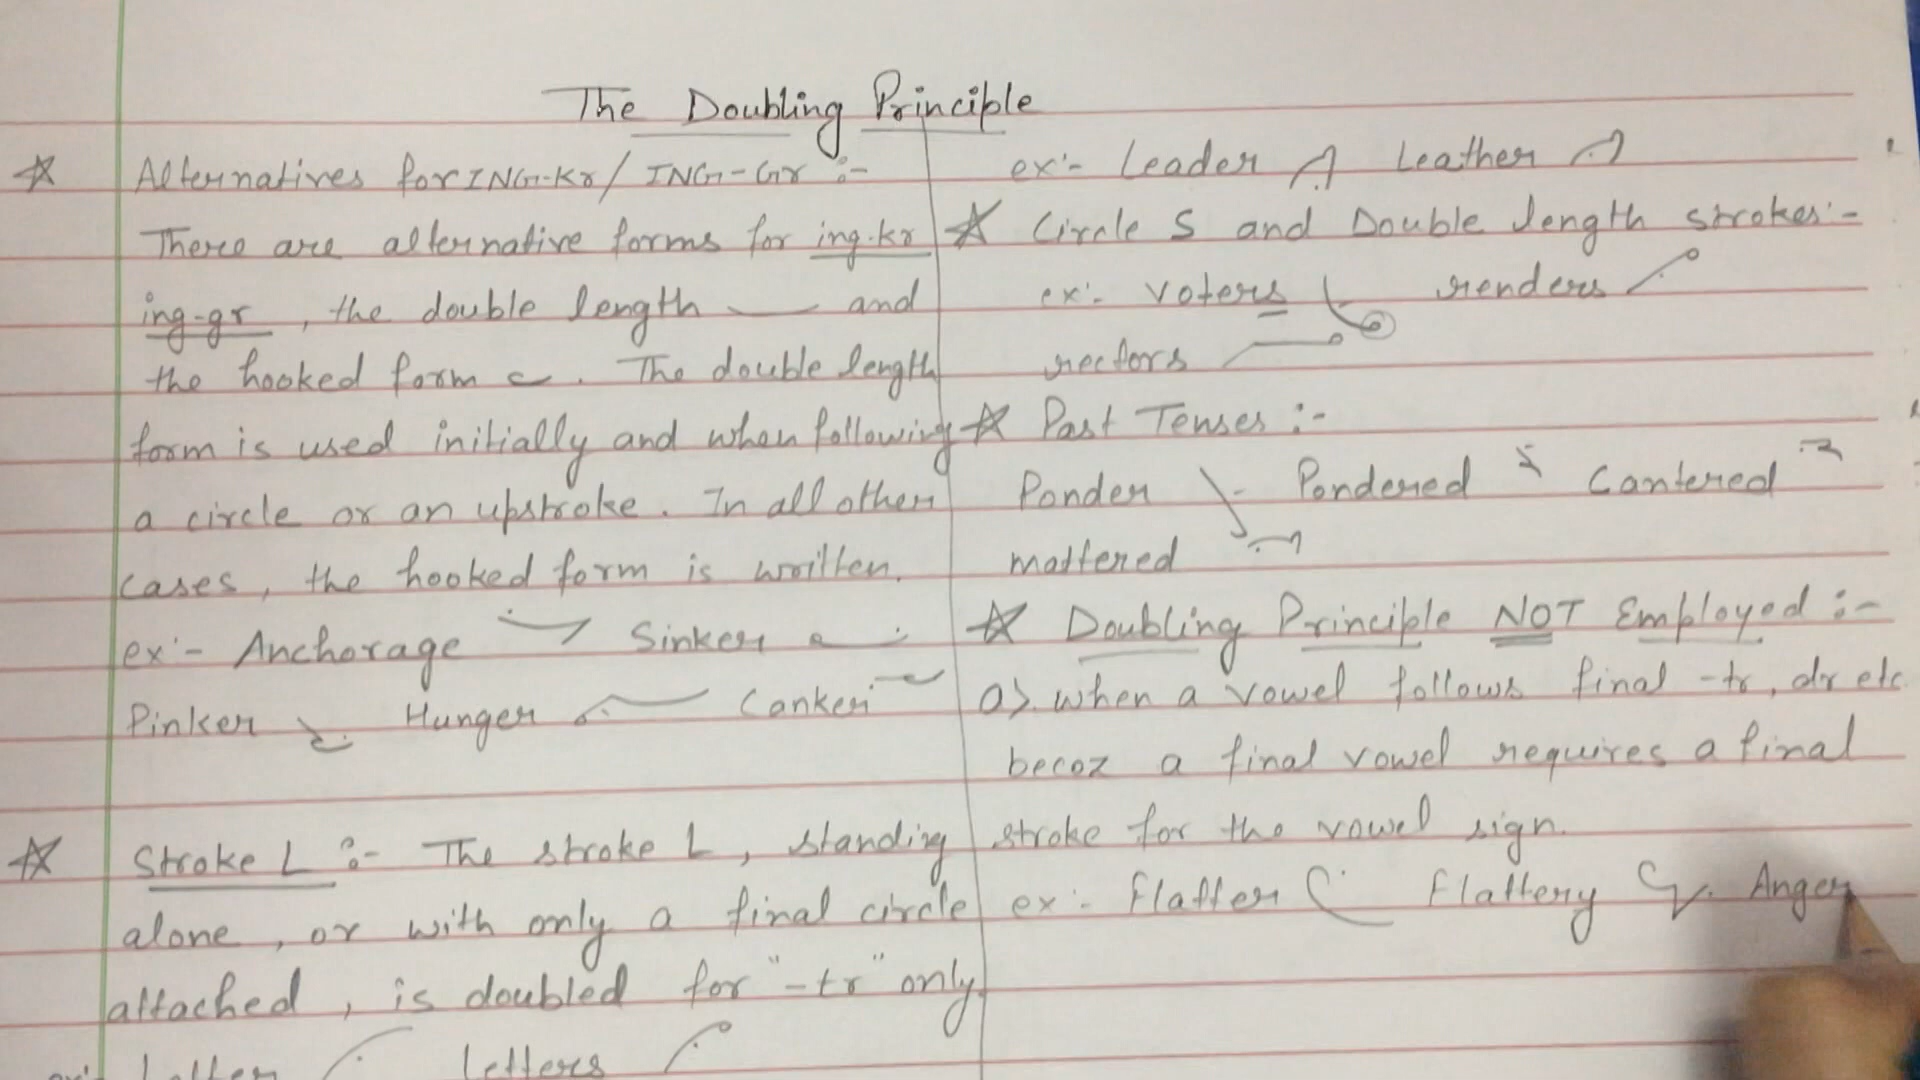 The Doubling Principle
☆ Alternatives for ING-Kr / ING-Gr :-
There are alternative forms for ing.kr
ing-gr, the double length and
the hooked form. The double length
form is used initially and when following
a circle or an upstroke. In all other
cases, the hooked form is written.
ex:- Anchorage Sinker
Pinker Hunger Canker
☆ Stroke L :- The stroke L, standing
alone, or with only a final circle
attached, is doubled for "-tr" only
ex:- Letter letters
ex:- Leader Leather
☆ Circle S and Double length strokes:-
ex:- voters renders
rectors
☆ Past Tenses :-
Ponder Pondered Cantered
mattered
☆ Doubling Principle NOT Employed :-
a). when a vowel follows final -tr, dr etc
becoz a final vowel requires a final
stroke for the vowel sign.
ex:- Flatter Flattery Anger